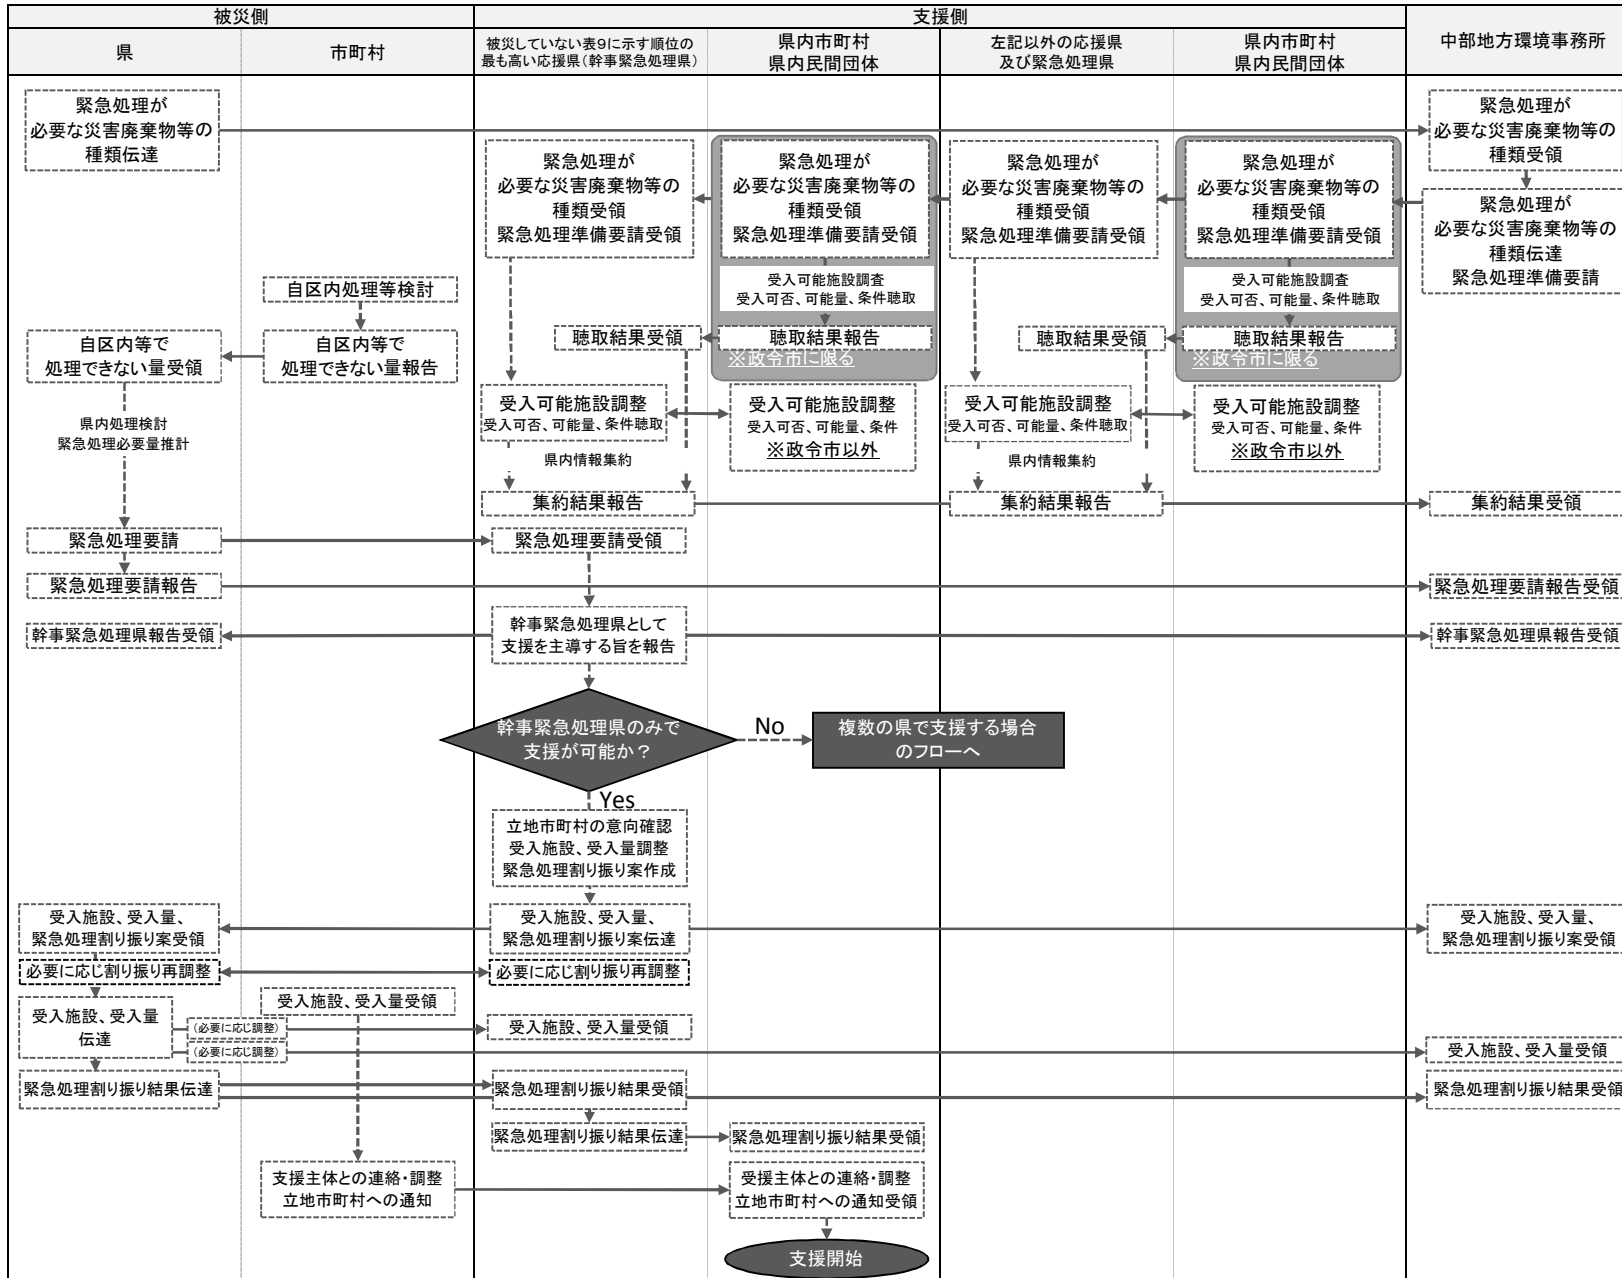 被災側
支援側
県
市町村
被災していない表9に示す順位の
最も高い応援県(幹事緊急処理県)
県内市町村
県内民間団体
左記以外の応援県
及び緊急処理県
県内市町村
県内民間団体
中部地方環境事務所
緊急処理が
必要な災害廃棄物等の
種類伝達
緊急処理が
必要な災害廃棄物等の
種類受領
緊急処理が
必要な災害廃棄物等の
種類受領
緊急処理準備要請受領
緊急処理が
必要な災害廃棄物等の
種類受領
緊急処理準備要請受領
緊急処理が
必要な災害廃棄物等の
種類受領
緊急処理準備要請受領
緊急処理が
必要な災害廃棄物等の
種類受領
緊急処理準備要請受領
緊急処理が
必要な災害廃棄物等の
種類伝達
緊急処理準備要請
受入可能施設調査
受入可否、可能量、条件聴取
受入可能施設調査
受入可否、可能量、条件聴取
自区内処理等検討
自区内等で
処理できない量受領
自区内等で
処理できない量報告
聴取結果受領
聴取結果報告
※政令市に限る
聴取結果受領
聴取結果報告
※政令市に限る
県内処理検討
緊急処理必要量推計
受入可能施設調整
受入可否、可能量、条件聴取
受入可能施設調整
受入可否、可能量、条件
※政令市以外
受入可能施設調整
受入可否、可能量、条件聴取
受入可能施設調整
受入可否、可能量、条件
※政令市以外
県内情報集約
県内情報集約
集約結果報告
集約結果報告
集約結果受領
緊急処理要請
緊急処理要請受領
緊急処理要請報告
緊急処理要請報告受領
幹事緊急処理県報告受領
幹事緊急処理県として
支援を主導する旨を報告
幹事緊急処理県報告受領
幹事緊急処理県のみで
支援が可能か？
No
複数の県で支援する場合
のフローへ
Yes
立地市町村の意向確認
受入施設、受入量調整
緊急処理割り振り案作成
受入施設、受入量、
緊急処理割り振り案受領
受入施設、受入量、
緊急処理割り振り案伝達
受入施設、受入量、
緊急処理割り振り案受領
必要に応じ割り振り再調整
必要に応じ割り振り再調整
受入施設、受入量
伝達
受入施設、受入量受領
(必要に応じ調整)
受入施設、受入量受領
(必要に応じ調整)
受入施設、受入量受領
緊急処理割り振り結果伝達
緊急処理割り振り結果受領
緊急処理割り振り結果受領
緊急処理割り振り結果伝達
緊急処理割り振り結果受領
支援主体との連絡・調整
立地市町村への通知
受援主体との連絡・調整
立地市町村への通知受領
支援開始